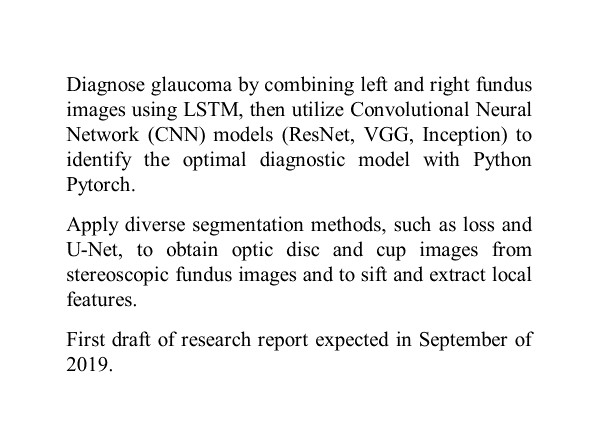 Diagnose glaucoma by combining left and right fundus
images using LSTM, then utilize Convolutional Neural
Network (CNN) models (ResNet, VGG, Inception) to
identify the optimal diagnostic model with Python
Pytorch.
Apply diverse segmentation methods, such as loss and
U-Net, to obtain optic disc and cup images from
stereoscopic fundus images and to sift and extract local
features.
First draft of research report expected in September of
2019.